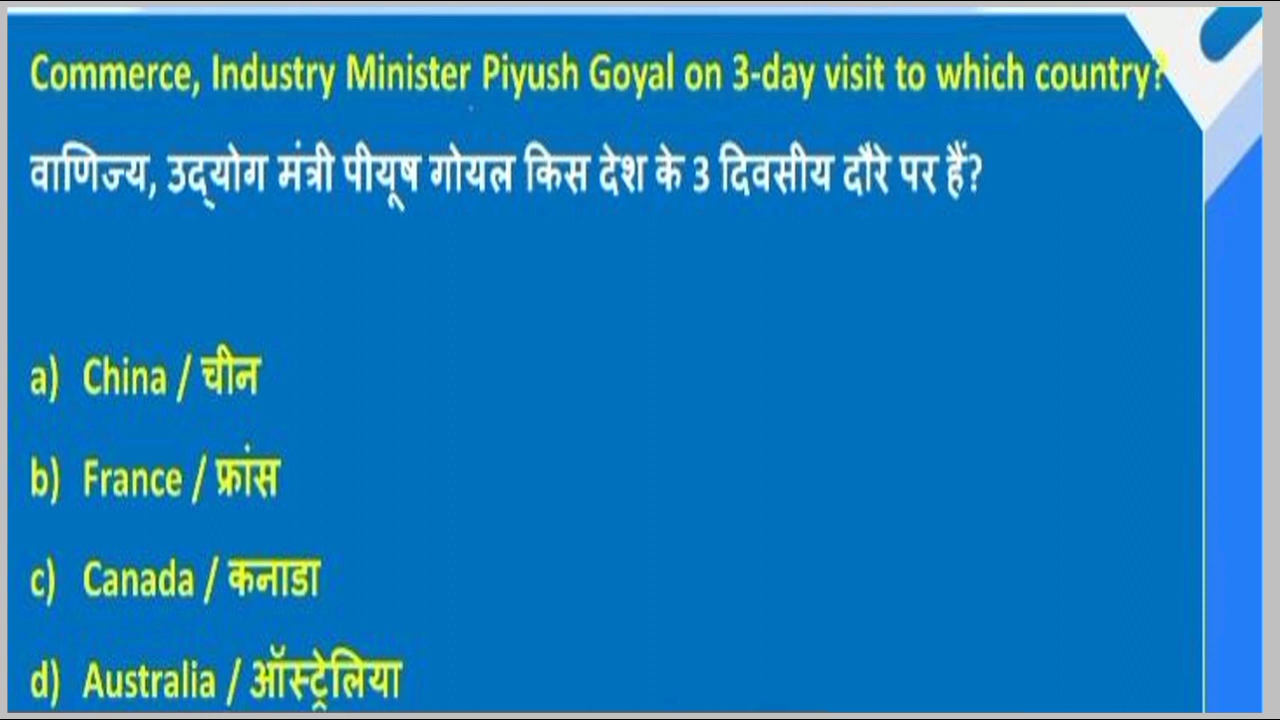 Commerce, Industry Minister Piyush Goyal on 3-day visit to which country?
वाणिज्य, उद्योग मंत्री पीयूष गोयल किस देश के 3 दिवसीय दौरे पर हैं?
a) China / चीन
b) France / फ्रांस
c) Canada / कनाडा
d) Australia / ऑस्ट्रेलिया